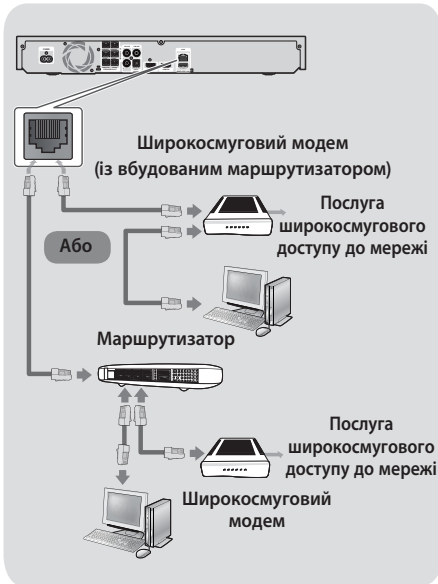 Широкосмуговий модем
(із вбудованим маршрутизатором)
Послуга
широкосмугового
доступу до мережі
Або
Маршрутизатор
Послуга
широкосмугового
доступу до мережі
Широкосмуговий
модем